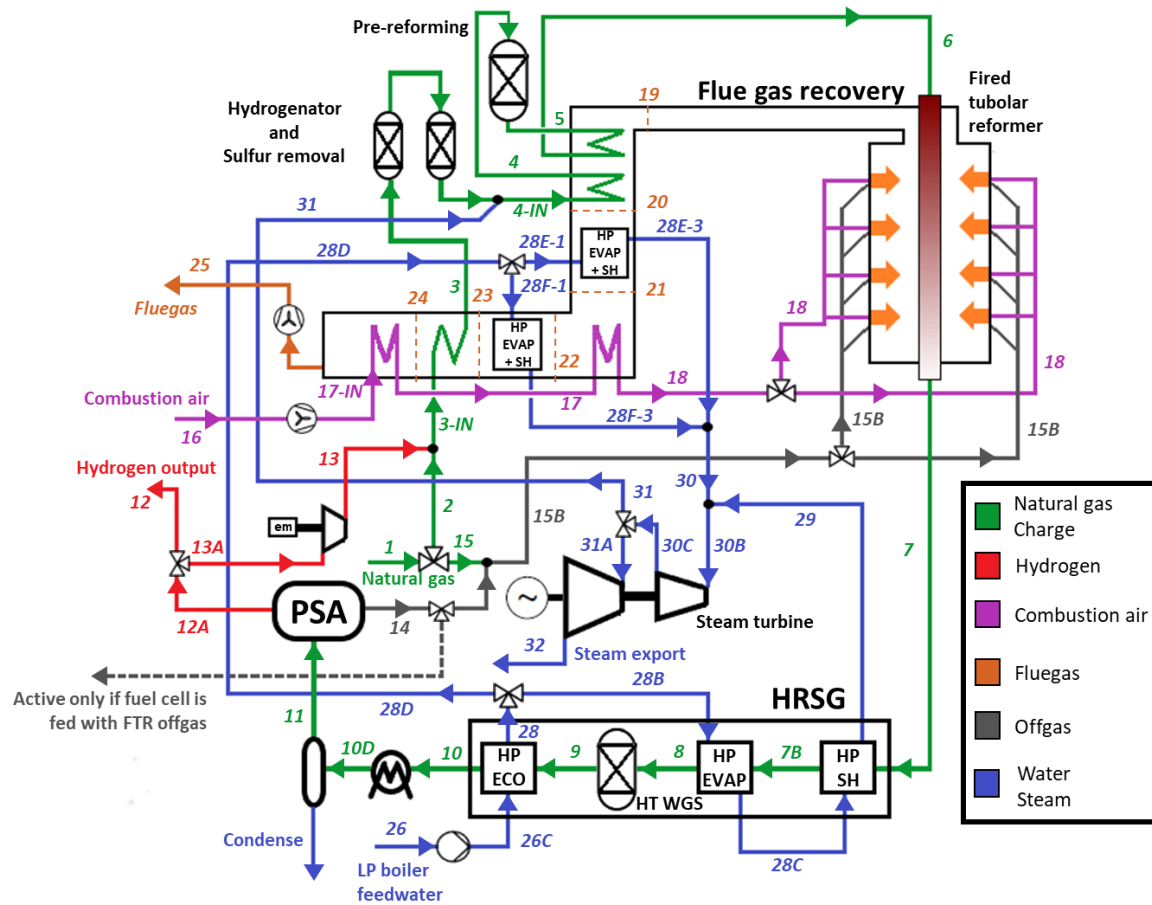 Pre-reforming
6
19
Flue gas recovery
Fired
tubolar
reformer
Hydrogenator
and
Sulfur removal
5
4
31
4-IN
20
28E-1
28E-3
28D
HP
EVAP
+ SH
25
28F-1
Fluegas
3
24
23
21
HP
EVAP
+ SH
22
18
18
Combustion air
17-IN
17
18
16
3-IN
28F-3
15B
15B
Hydrogen output
13
12
2
31
30
29
em
15B
13A
1
15
31A
30C
30B
7
Natural gas
PSA
~
14
12A
Steam turbine
32
Steam export
Active only if fuel cell is
fed with FTR offgas
28D
28B
HRSG
11
28
10D
10
HP
ECO
9
8
HP
EVAP
7B
HP
SH
HT WGS
26
26C
Condense
LP boiler
feedwater
28C
Natural gas
Charge
Hydrogen
Combustion air
Fluegas
Offgas
Water
Steam